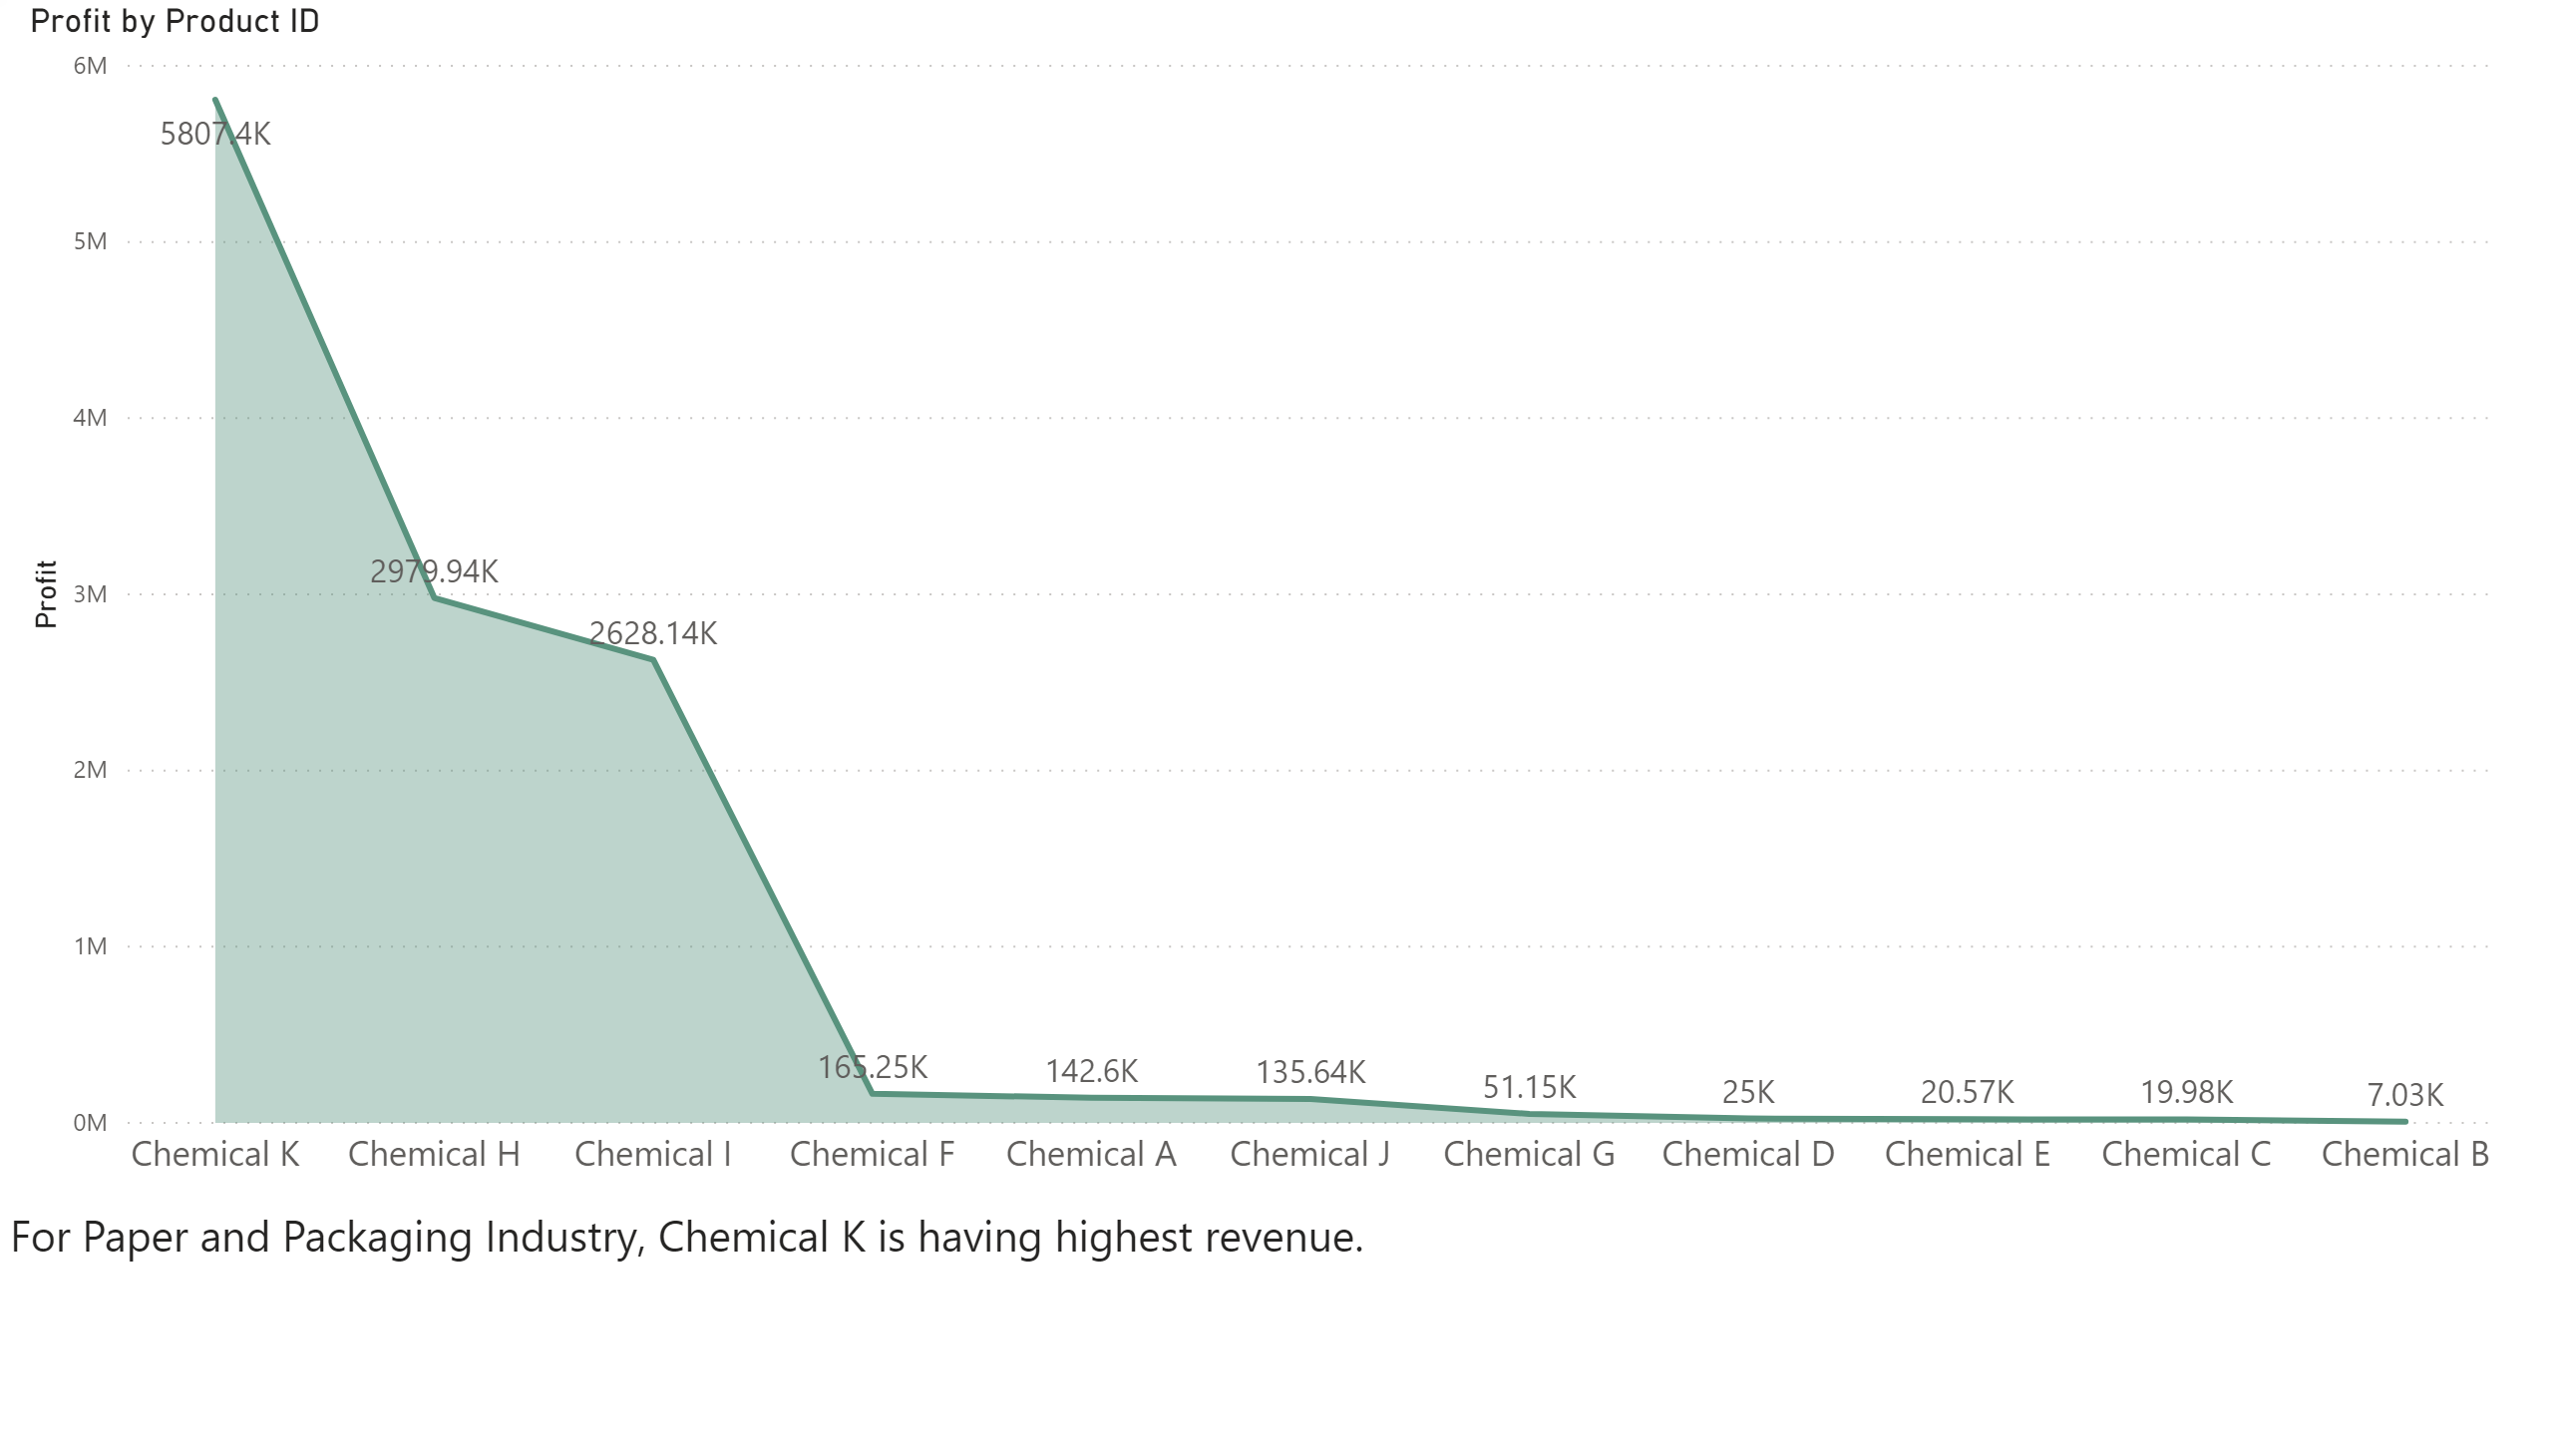 Profit by Product ID
6M
5807.4K
5M
4M
2979.94K
3M
Profit
2628.14K
2M
1M
165.25K
142.6K
135.64K
51.15K
25K
20.57K
19.98K
7.03K
0M
Chemical K Chemical H Chemical I Chemical F Chemical A Chemical J Chemical G Chemical D Chemical E Chemical C Chemical B
For Paper and Packaging Industry, Chemical K is having highest revenue.